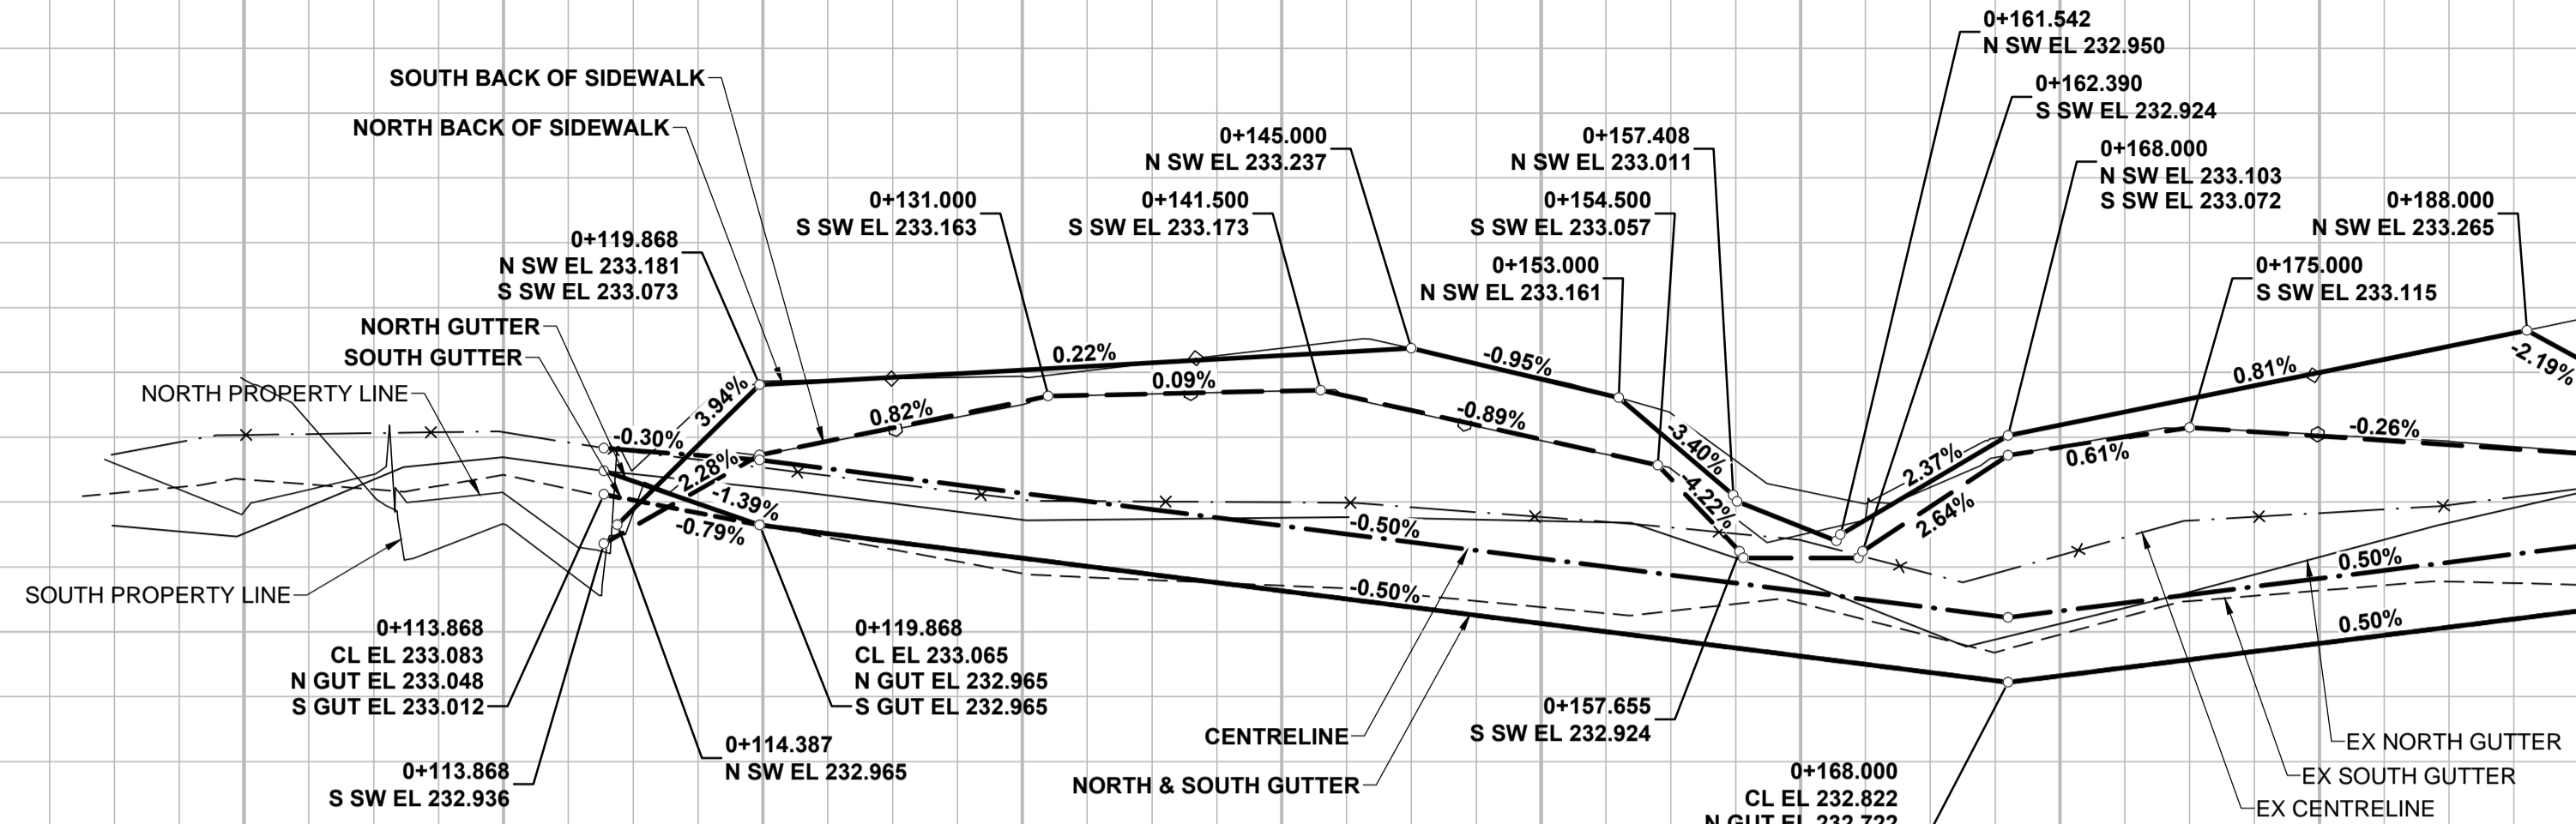 0+161.542
N SW EL 232.950
SOUTH BACK OF SIDEWALK
0+162.390
S SW EL 232.924
NORTH BACK OF SIDEWALK
0+145.000
N SW EL 233.237
0+157.408
N SW EL 233.011
0+168.000
N SW EL 233.103
S SW EL 233.072
0+131.000
S SW EL 233.163
0+141.500
S SW EL 233.173
0+154.500
S SW EL 233.057
0+188.000
N SW EL 233.265
0+119.868
N SW EL 233.181
S SW EL 233.073
0+153.000
N SW EL 233.161
0+175.000
S SW EL 233.115
NORTH GUTTER
SOUTH GUTTER
NORTH PROPERTY LINE
0.22%
-0.95%
0.81%
-2.19%
3.94%
0.82%
0.09%
-0.89%
-0.30%
-3.40%
2.37%
0.61%
-0.26%
2.28%
-1.39%
-0.79%
-4.22%
2.64%
-0.50%
0.50%
-0.50%
0.50%
SOUTH PROPERTY LINE
0+113.868
CL EL 233.083
N GUT EL 233.048
S GUT EL 233.012
0+119.868
CL EL 233.065
N GUT EL 232.965
S GUT EL 232.965
0+157.655
S SW EL 232.924
CENTRELINE
NORTH & SOUTH GUTTER
0+114.387
N SW EL 232.965
0+113.868
S SW EL 232.936
0+168.000
CL EL 232.822
N GUT EL 232.722
EX NORTH GUTTER
EX SOUTH GUTTER
EX CENTRELINE